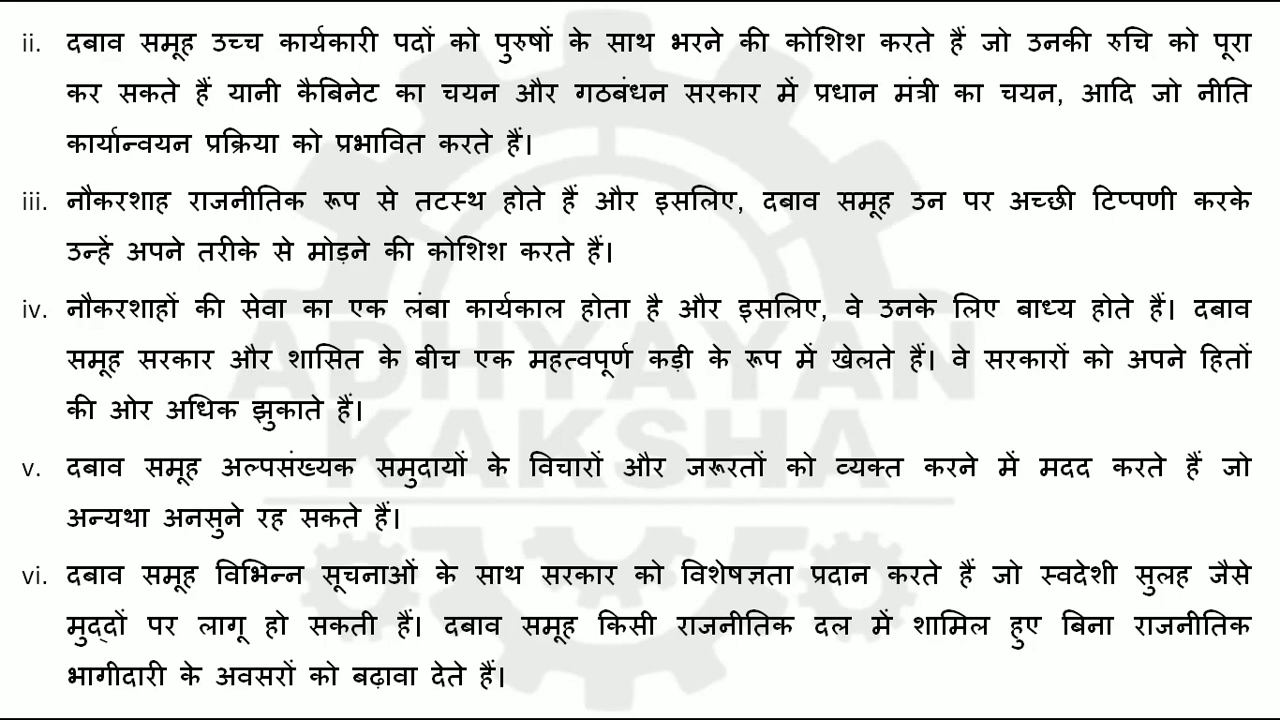 ii. दबाव समूह उच्च कार्यकारी पदों को पुरुषों के साथ भरने की कोशिश करते हैं जो उनकी रुचि को पूरा
कर सकते हैं यानी कैबिनेट का चयन और गठबंधन सरकार में प्रधान मंत्री का चयन, आदि जो नीति
कार्यान्वयन प्रक्रिया को प्रभावित करते हैं।
iii. नौकरशाह राजनीतिक रूप से तटस्थ होते हैं और इसलिए, दबाव समूह उन पर अच्छी टिप्पणी करके
उन्हें अपने तरीके से मोड़ने की कोशिश करते हैं।
iv. नौकरशाहों की सेवा का एक लंबा कार्यकाल होता है और इसलिए, वे उनके लिए बाध्य होते हैं। दबाव
समूह सरकार और शासित के बीच एक महत्वपूर्ण कड़ी के रूप में खेलते हैं। वे सरकारों को अपने हितों
की ओर अधिक झुकाते हैं।
v. दबाव समूह अल्पसंख्यक समुदायों के विचारों और जरूरतों को व्यक्त करने में मदद करते हैं जो
अन्यथा अनसुने रह सकते हैं।
vi. दबाव समूह विभिन्न सूचनाओं के साथ सरकार को विशेषज्ञता प्रदान करते हैं जो स्वदेशी सुलह जैसे
मुद्दों पर लागू हो सकती हैं। दबाव समूह किसी राजनीतिक दल में शामिल हुए बिना राजनीतिक
भागीदारी के अवसरों को बढ़ावा देते हैं।
ADHYAYAN
KAKSHA